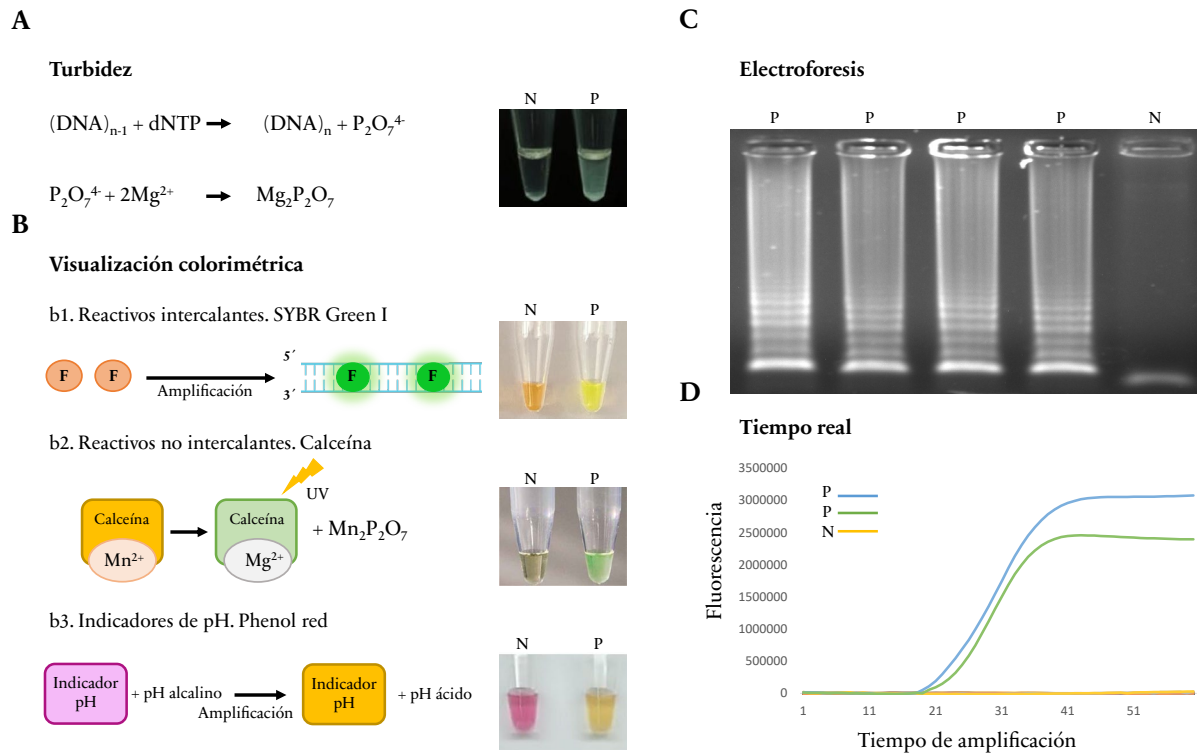 A
Turbidez
N P
(DNA)n-1 + dNTP → (DNA)n + P2O7 4-
P2O7 4- + 2Mg2+ → Mg2P2O7
B
Visualización colorimétrica
b1. Reactivos intercalantes. SYBR Green I
N P
5´
F F
Amplificación
F F
3´
b2. Reactivos no intercalantes. Calceína
N P
UV
Calceína
Mn2+
Calceína
Mg2+
+ Mn2P2O7
b3. Indicadores de pH. Phenol red
N P
Indicador pH
+ pH alcalino
Amplificación
Indicador pH
+ pH ácido
C
Electroforesis
P P P P N
D
Tiempo real
3500000
3000000
2500000
2000000
1500000
1000000
500000
0
P
P
N
Fluorescencia
1 11 21 31 41 51
Tiempo de amplificación